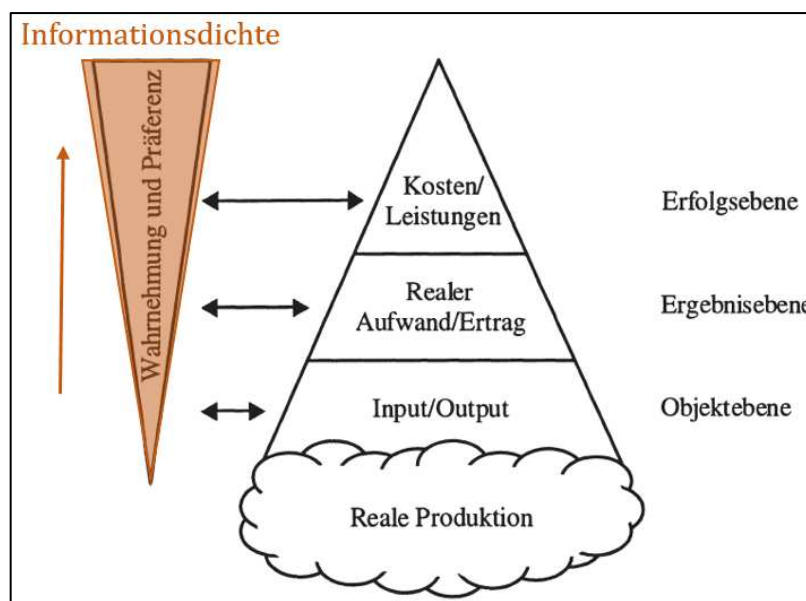 Informationsdichte
Wahrnehmung und Präferenz
Kosten/
Leistungen
Erfolgsebene
Realer
Aufwand/Ertrag
Ergebnisebene
Input/Output
Objektebene
Reale Produktion